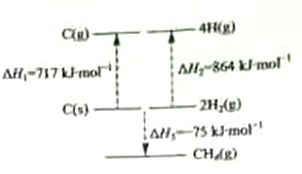 C(g) 4H(g)
ΔH₁=717 kJ·mol⁻¹ ΔH₂=864 kJ·mol⁻¹
C(s) 2H₂(g)
ΔH₃=-75 kJ·mol⁻¹
CH₄(g)